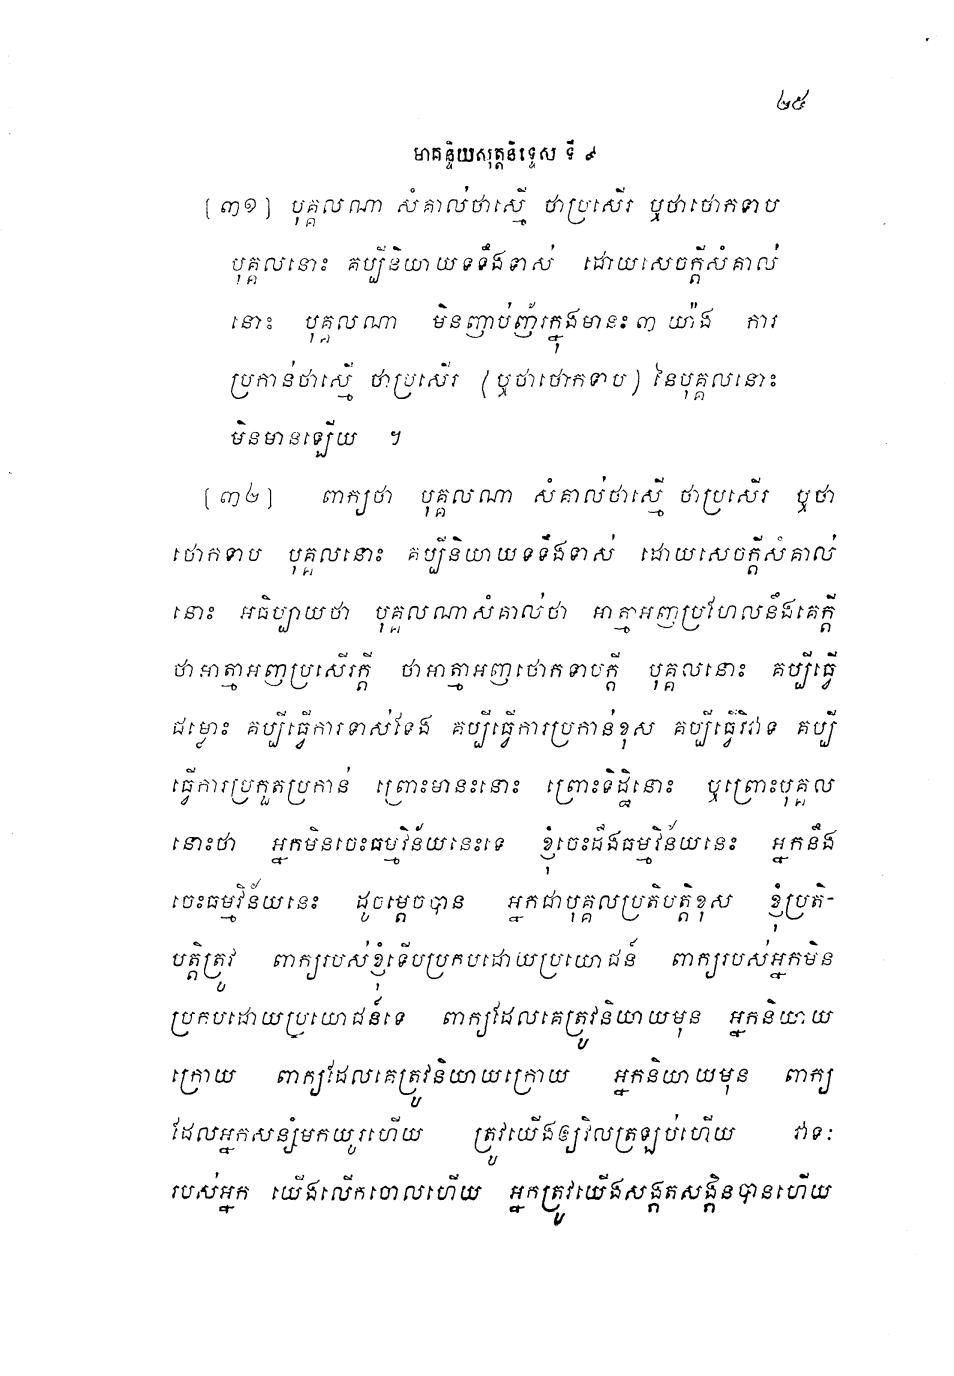 ២៥
មាគន្ទិយសុត្តនិទ្ទេស ទី ៩
[៣១] បុគ្គលណា សំគាល់ថាស្មើ ថាប្រសើរ ឬថាថោកទាប
បុគ្គលនោះ គប្បីនិយាយទទឹងទាស់ ដោយសេចក្តីសំគាល់
នោះ បុគ្គលណា មិនញាប់ញ័រក្នុងមានះ ៣ យ៉ាង ការ
ប្រកាន់ថាស្មើ ថាប្រសើរ (ឬថាថោកទាប) នៃបុគ្គលនោះ
មិនមានឡើយ ។
[៣២] ពាក្យថា បុគ្គលណា សំគាល់ថាស្មើ ថាប្រសើរ ឬថា
ថោកទាប បុគ្គលនោះ គប្បីនិយាយទទឹងទាស់ ដោយសេចក្តីសំគាល់
នោះ អធិប្បាយថា បុគ្គលណាសំគាល់ថា អាត្មាអញប្រហែលនឹងគេក្តី
ថាអាត្មាអញប្រសើរក្តី ថាអាត្មាអញថោកទាបក្តី បុគ្គលនោះ គប្បីធ្វើ
ជម្លោះ គប្បីធ្វើការទាស់ទែង គប្បីធ្វើការប្រកាន់ខុស គប្បីធ្វើវិវាទ គប្បី
ធ្វើការប្រកួតប្រកាន់ ព្រោះមានះនោះ ព្រោះទិដ្ឋិនោះ ឬព្រោះបុគ្គល
នោះថា អ្នកមិនចេះធម្មវិន័យនេះទេ ខ្ញុំចេះដឹងធម្មវិន័យនេះ អ្នកនឹង
ចេះធម្មវិន័យនេះ ដូចម្តេចបាន អ្នកជាបុគ្គលប្រតិបត្តិខុស ខ្ញុំប្រតិ-
បត្តិត្រូវ ពាក្យរបស់ខ្ញុំទើបប្រកបដោយប្រយោជន៍ ពាក្យរបស់អ្នកមិន
ប្រកបដោយប្រយោជន៍ទេ ពាក្យដែលគេត្រូវនិយាយមុន អ្នកនិយាយ
ក្រោយ ពាក្យដែលគេត្រូវនិយាយក្រោយ អ្នកនិយាយមុន ពាក្យ
ដែលអ្នកសន្សំមកយូរហើយ ត្រូវយើងឲ្យវិលត្រឡប់ហើយ វាទៈ
របស់អ្នក យើងលើកចោលហើយ អ្នកត្រូវយើងសង្កតសង្កិនបានហើយ